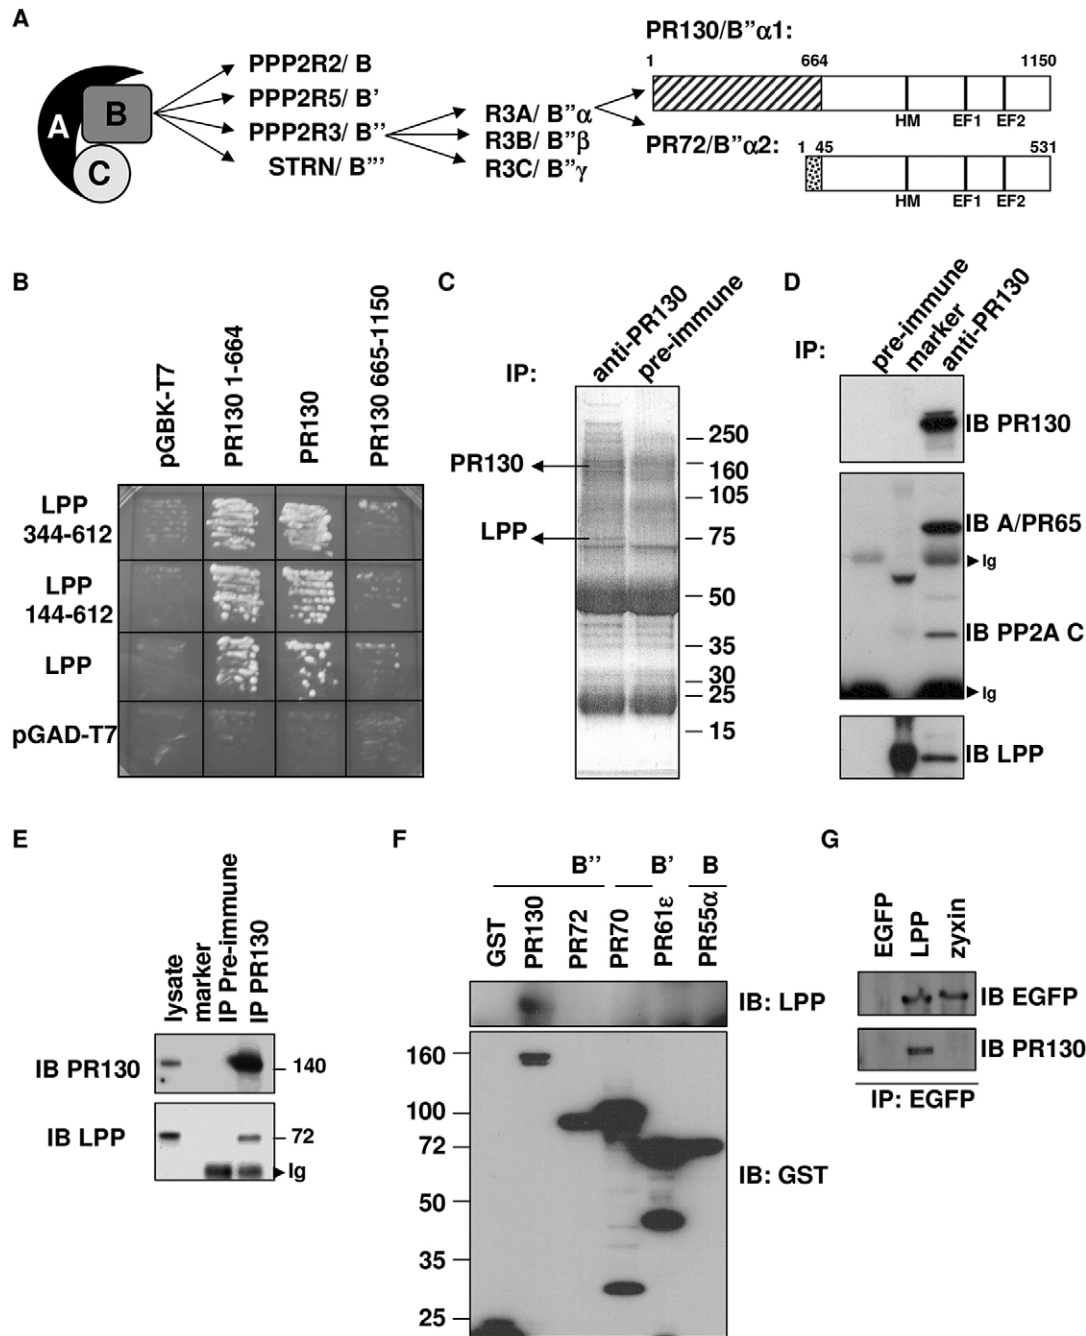 A
PR130/B"α1:
1 664 1150
PPP2R2/ B
PPP2R5/ B'
PPP2R3/ B''
STRN/ B'''
A
B
C
R3A/ B"α
R3B/ B"β
R3C/ B"γ
HM EF1 EF2
PR72/B"α2:
1 45 531
HM EF1 EF2
B
pGBK-T7
PR130 1-664
PR130
PR130 665-1150
LPP
344-612
LPP
144-612
LPP
pGAD-T7
C
IP:
anti-PR130
pre-immune
PR130
LPP
250
160
105
75
50
35
30
25
15
D
IP:
pre-immune
marker
anti-PR130
IB PR130
IB A/PR65
Ig
IB PP2A C
Ig
IB LPP
E
lysate
marker
IP Pre-immune
IP PR130
IB PR130
140
IB LPP
72
Ig
F
B'' B' B
GST
PR130
PR72
PR70
PR61ε
PR55α
IB: LPP
160
100
72
50
35
25
IB: GST
G
EGFP
LPP
zyxin
IB EGFP
IB PR130
IP: EGFP